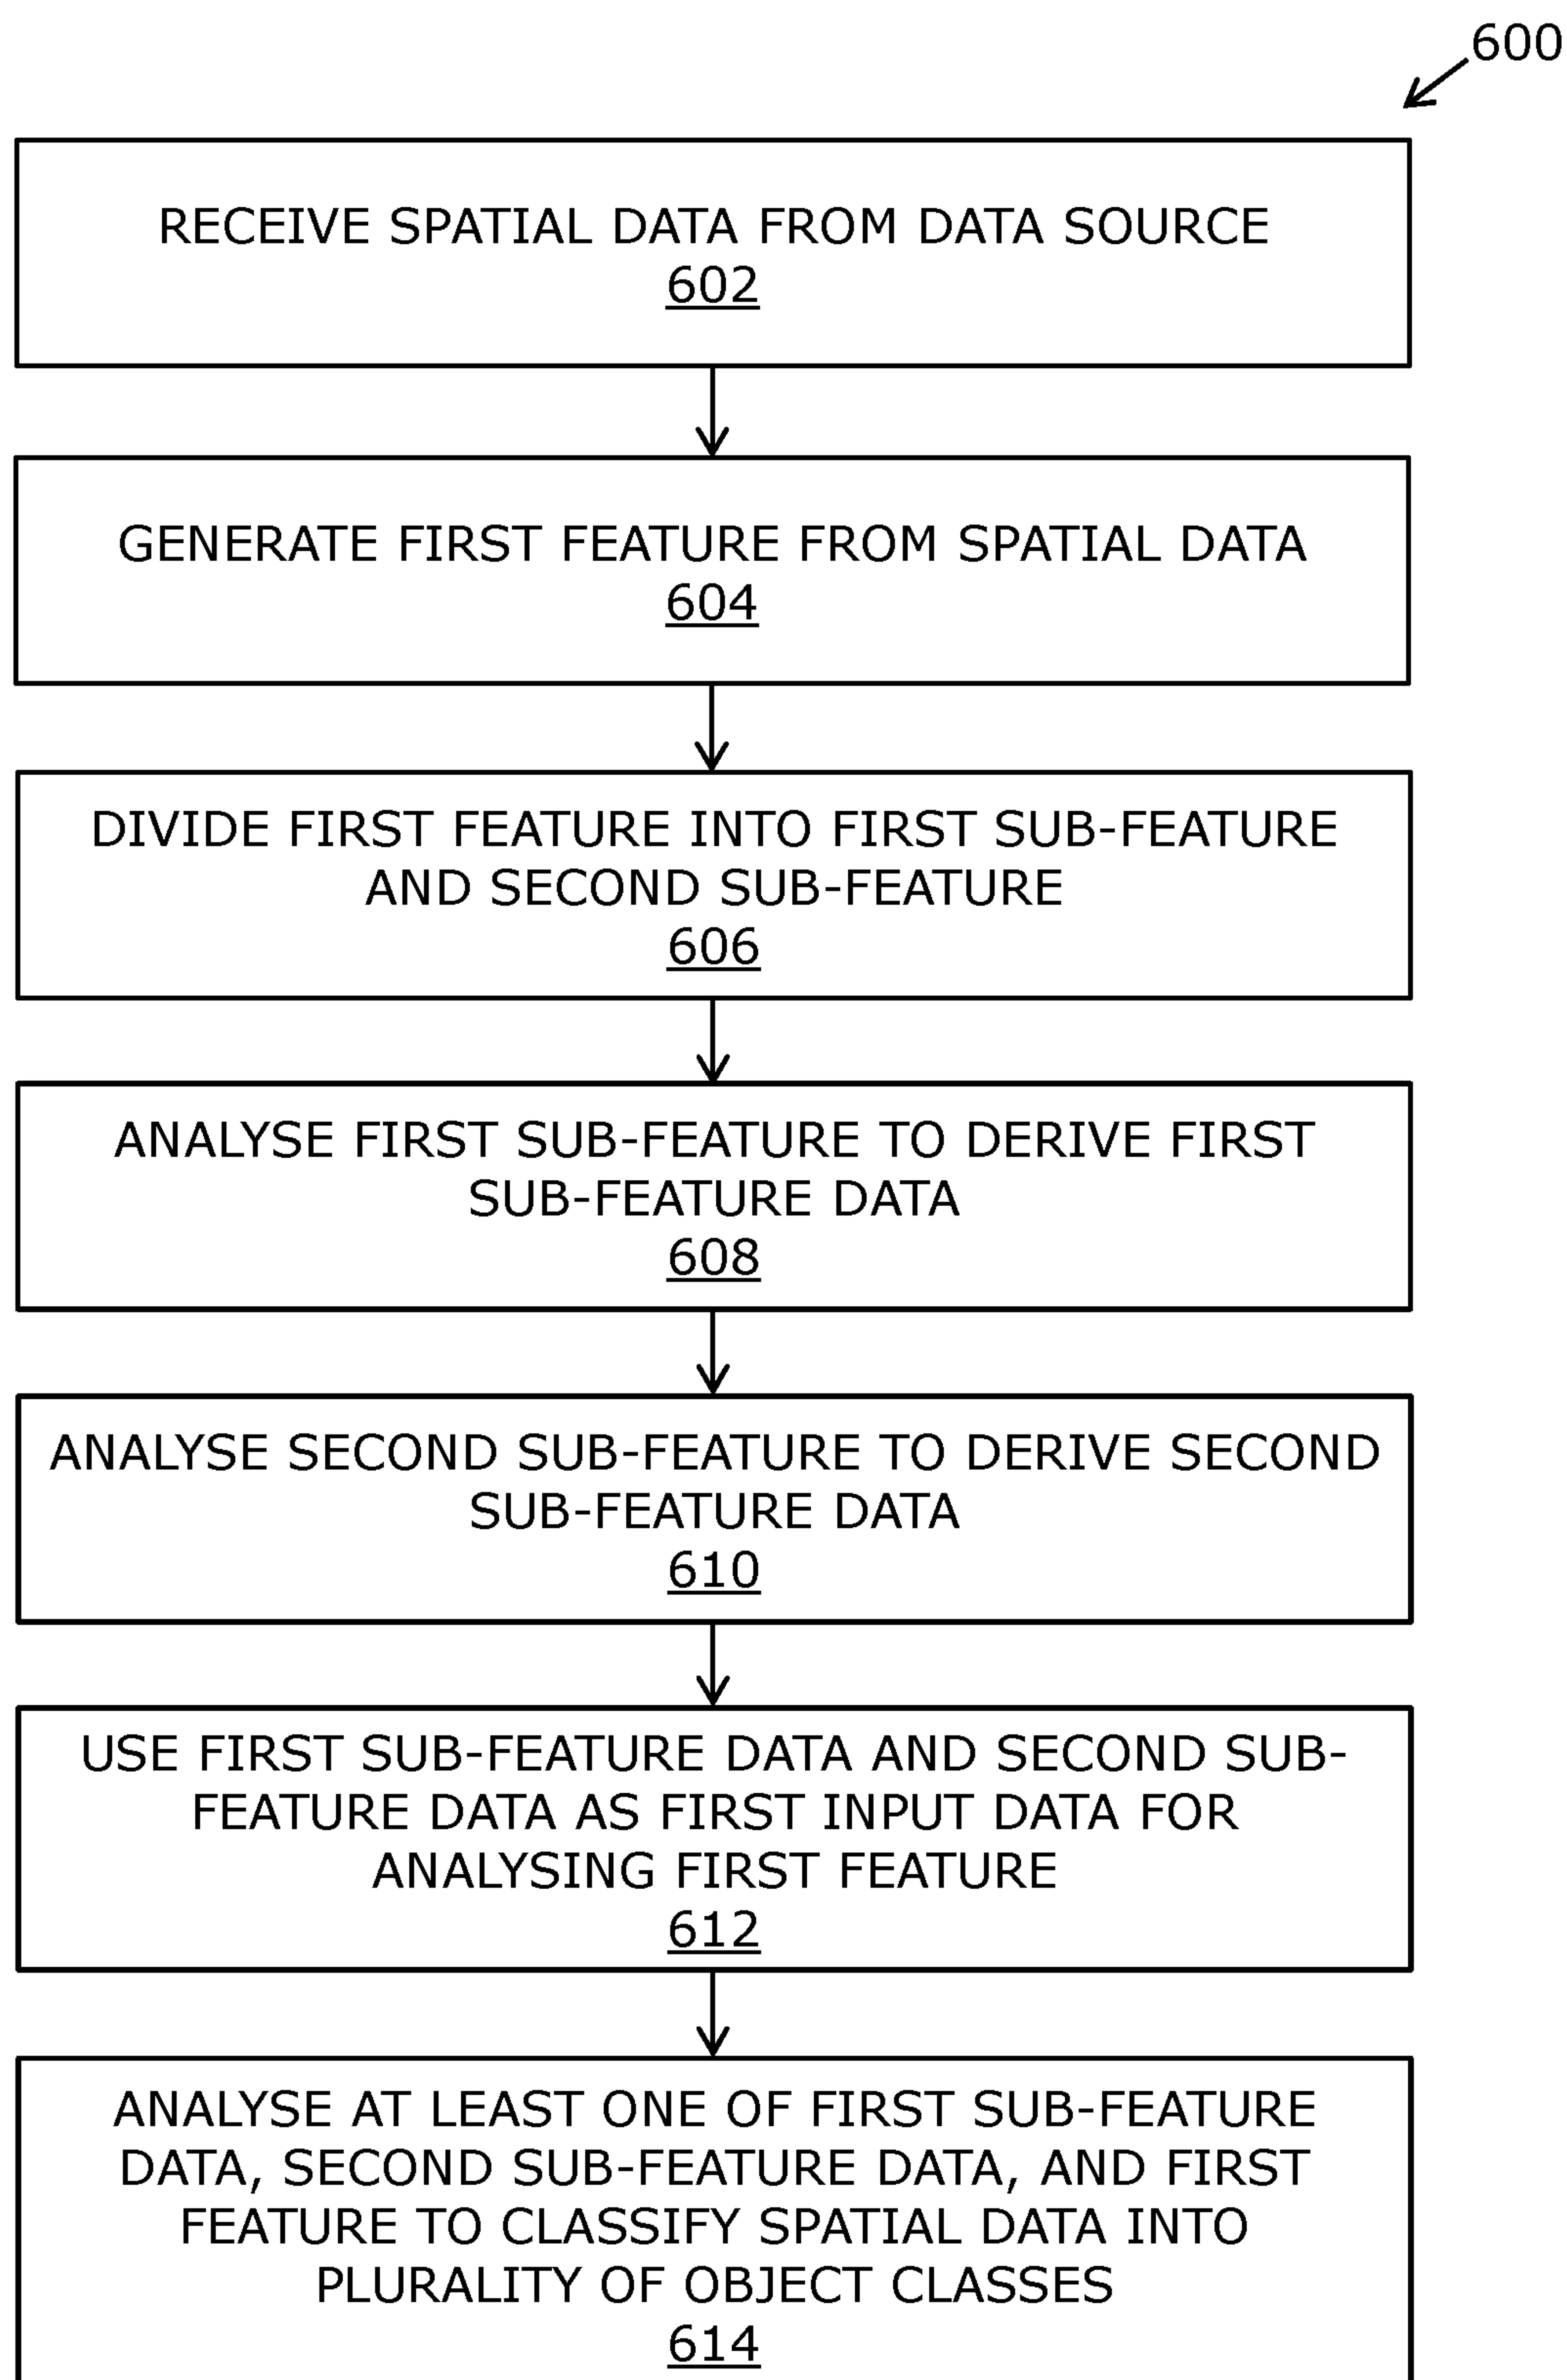 600
RECEIVE SPATIAL DATA FROM DATA SOURCE
602
GENERATE FIRST FEATURE FROM SPATIAL DATA
604
DIVIDE FIRST FEATURE INTO FIRST SUB-FEATURE
AND SECOND SUB-FEATURE
606
ANALYSE FIRST SUB-FEATURE TO DERIVE FIRST
SUB-FEATURE DATA
608
ANALYSE SECOND SUB-FEATURE TO DERIVE SECOND
SUB-FEATURE DATA
610
USE FIRST SUB-FEATURE DATA AND SECOND SUB-
FEATURE DATA AS FIRST INPUT DATA FOR
ANALYSING FIRST FEATURE
612
ANALYSE AT LEAST ONE OF FIRST SUB-FEATURE
DATA, SECOND SUB-FEATURE DATA, AND FIRST
FEATURE TO CLASSIFY SPATIAL DATA INTO
PLURALITY OF OBJECT CLASSES
614